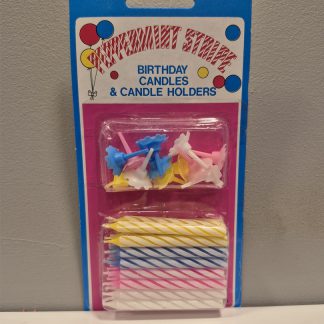 PEPPERMINT STRIPE
BIRTHDAY
CANDLES
& CANDLE HOLDERS